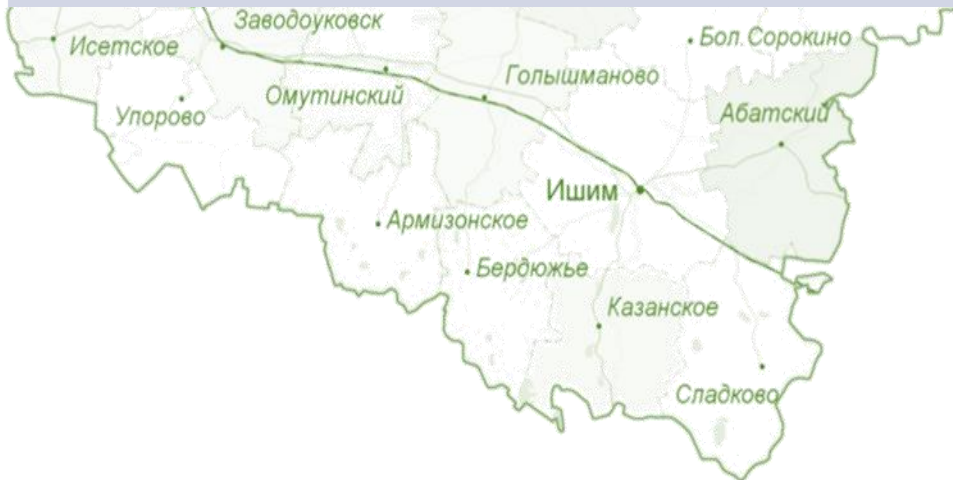 Заводоуковск
Исетское
Бол. Сорокино
Голышманово
Омутинский
Упорово
Абатский
Ишим
Армизонское
Бердюжье
Казанское
Сладково